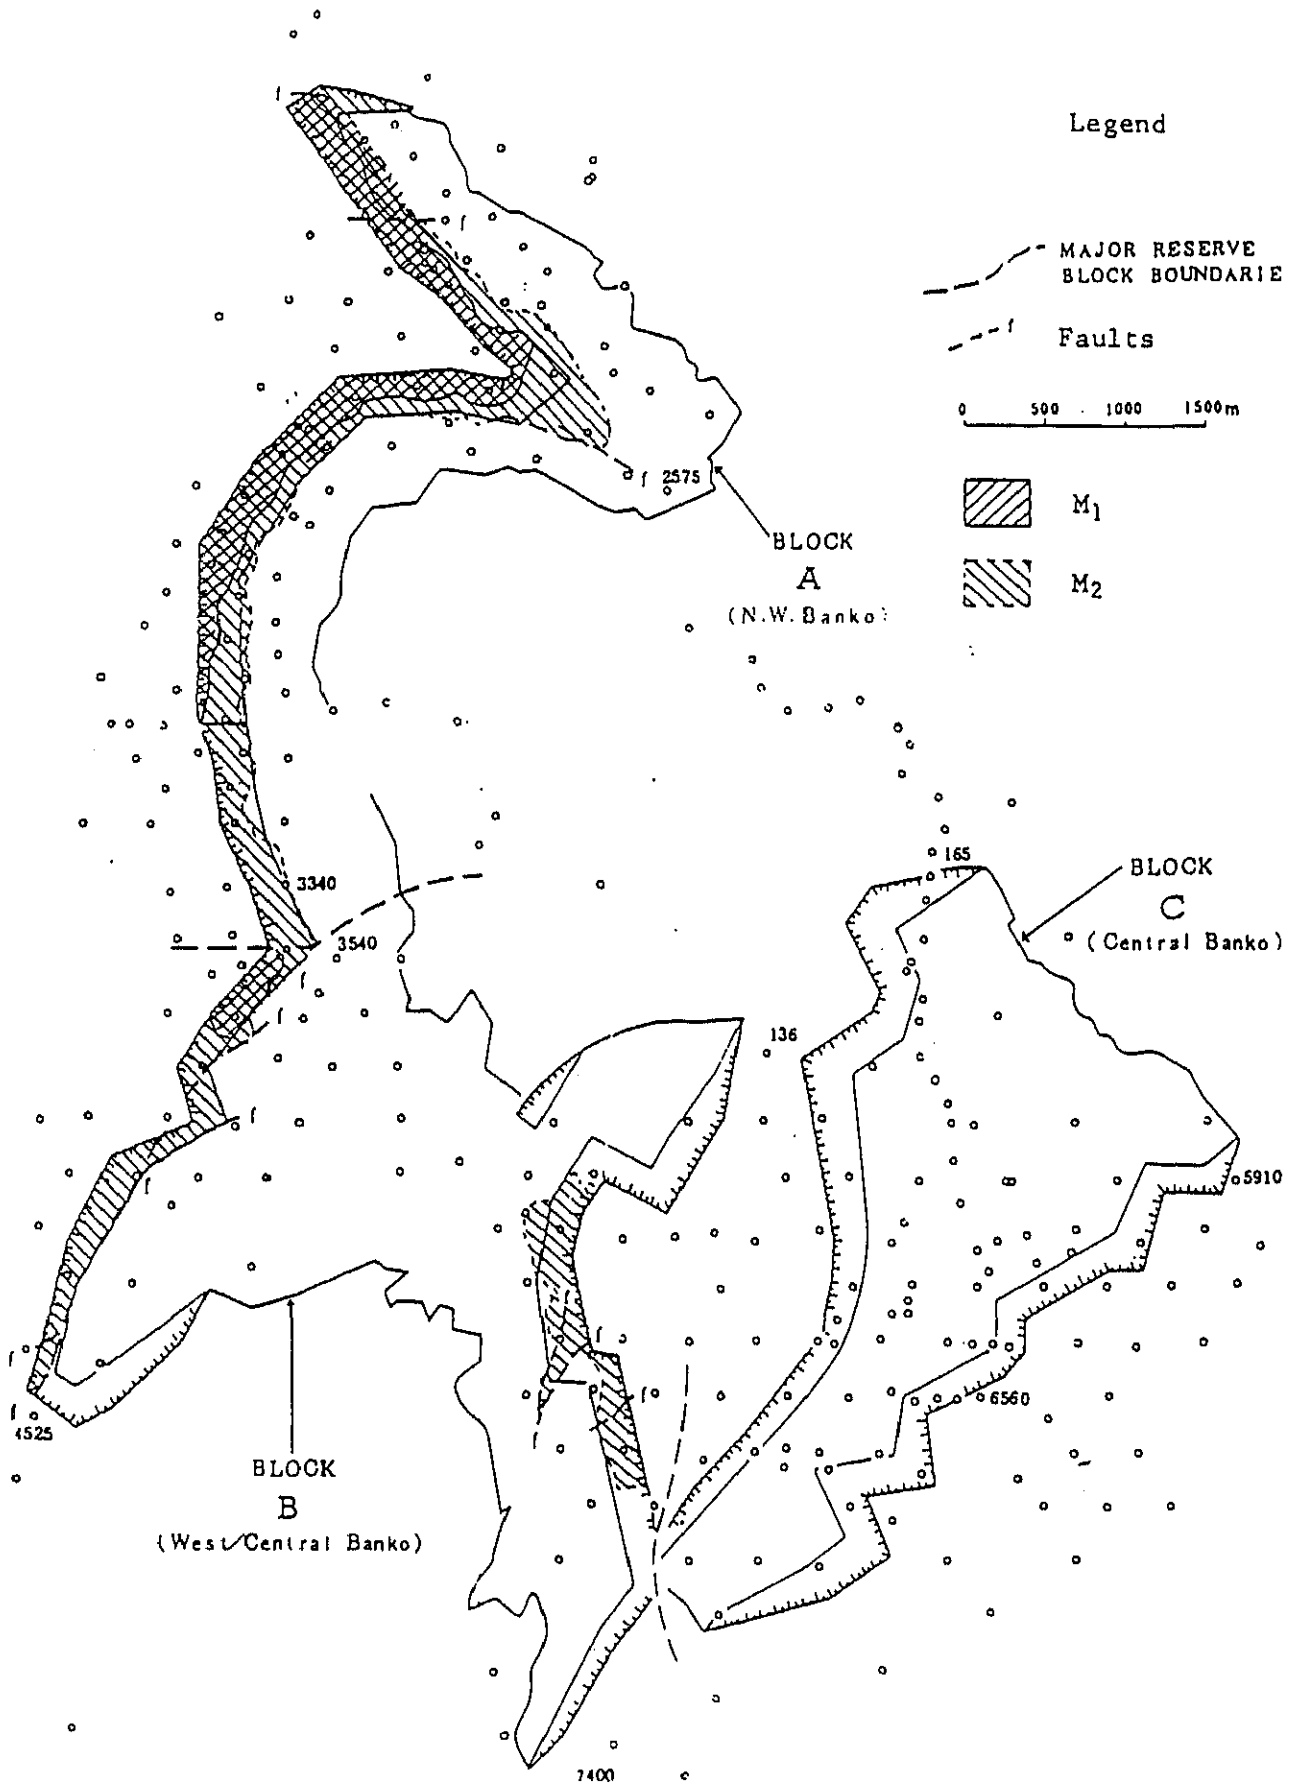 Legend
MAJOR RESERVE
BLOCK BOUNDARIE
f
Faults
0 500 1000 1500m
M1
M2
f
f
f
2575
BLOCK
A
(N.W. Banko)
165
BLOCK
C
(Central Banko)
3340
3540
f
f
136
f
f
5910
f
f
f
f
6560
4525
BLOCK
B
(West/Central Banko)
7400